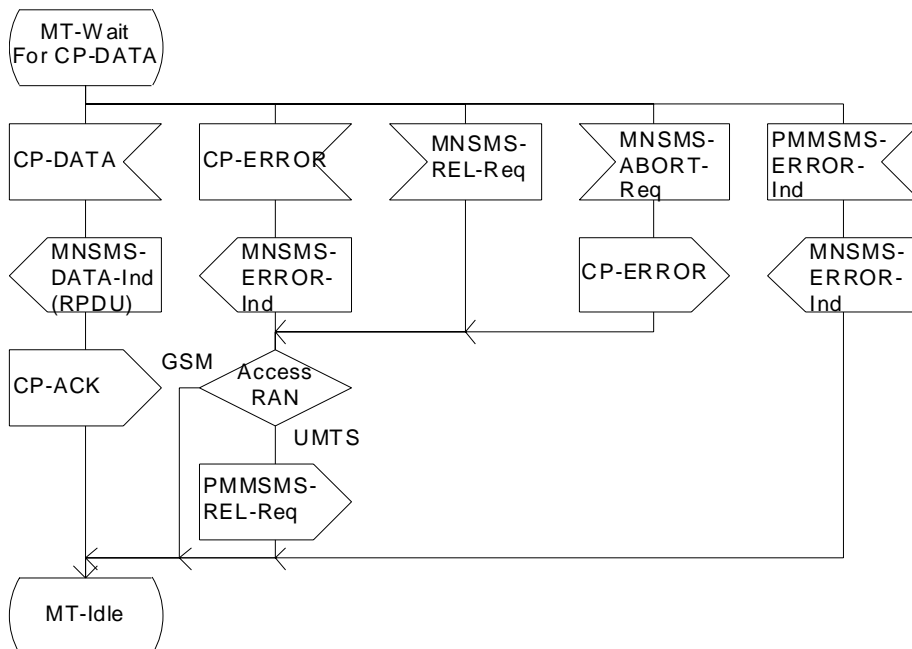 MT-Wait
For CP-DATA
CP-DATA
CP-ERROR
MNSMS-
REL-Req
MNSMS-
ABORT-
Req
PMMSMS-
ERROR-
Ind
MNSMS-
DATA-Ind
(RPDU)
MNSMS-
ERROR-
Ind
CP-ERROR
MNSMS-
ERROR-
Ind
CP-ACK
GSM
Access
RAN
UMTS
PMMSMS-
REL-Req
MT-Idle